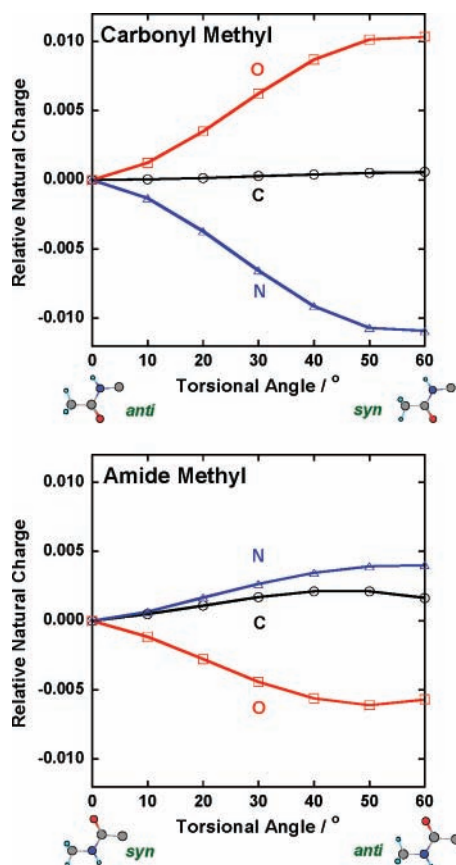 Carbonyl Methyl
Relative Natural Charge
0.010
0.005
0.000
-0.005
-0.010
O
C
N
0 10 20 30 40 50 60
Torsional Angle / °
anti
syn
Amide Methyl
Relative Natural Charge
0.010
0.005
0.000
-0.005
-0.010
N
C
O
0 10 20 30 40 50 60
Torsional Angle / °
syn
anti